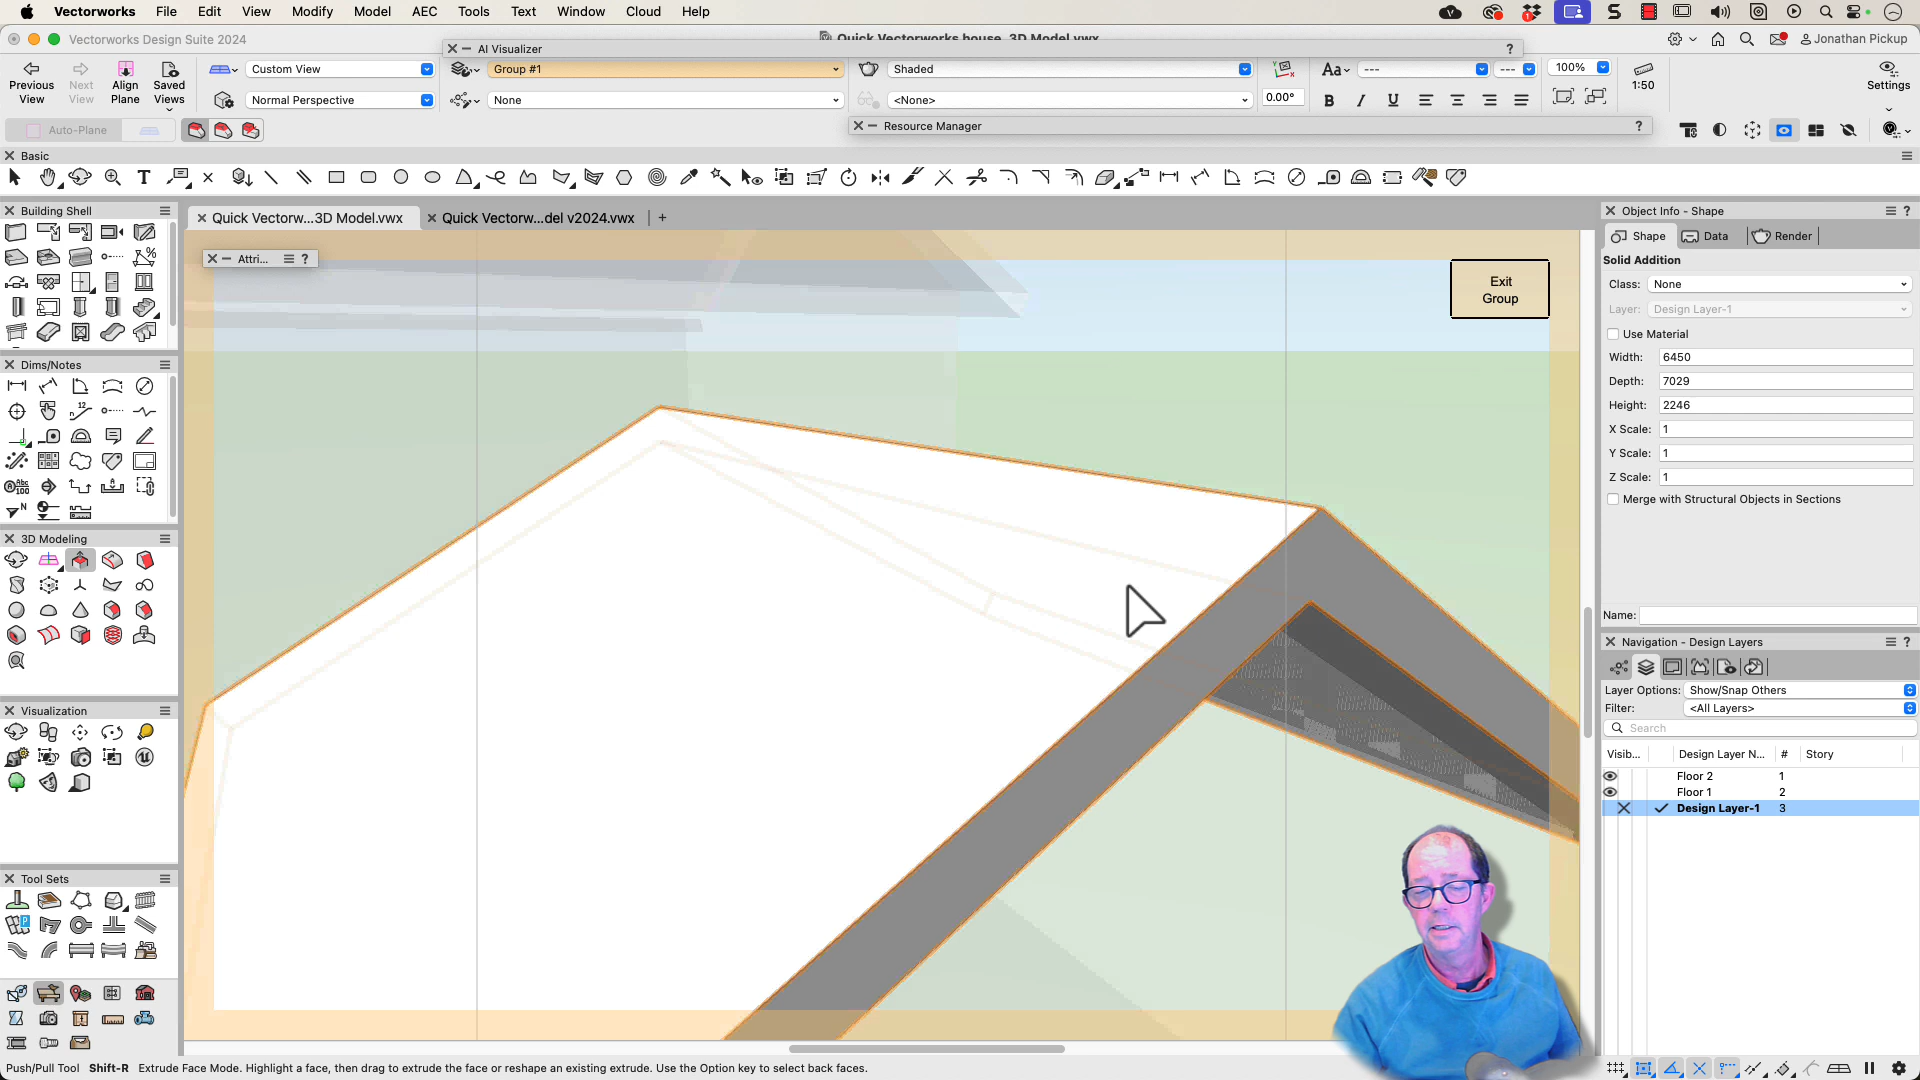 Vectorworks File Edit View Modify Model AEC Tools Text Window Cloud Help
Vectorworks Design Suite 2024
Quick Vectorworks house, 3D Model.vwx
Jonathan Pickup
AI Visualizer ?
Previous View
Next View
Align Plane
Saved Views
Custom View
Normal Perspective
Group #1
None
Shaded
<None>
0.00°
Aa
---
---
B I U
100%
1:50
Settings
Auto-Plane
Resource Manager ?
Basic
Building Shell
Quick Vectorw...3D Model.vwx
Quick Vectorw...del v2024.vwx
Attri... ?
Exit
Group
Dims/Notes
3D Modeling
Visualization
Tool Sets
Object Info - Shape ?
Shape Data Render
Solid Addition
Class: None
Layer: Design Layer-1
Use Material
Width: 6450
Depth: 7029
Height: 2246
X Scale: 1
Y Scale: 1
Z Scale: 1
Merge with Structural Objects in Sections
Name:
Navigation - Design Layers ?
Layer Options: Show/Snap Others
Filter: <All Layers>
Search
Visib... Design Layer N... # Story
Floor 2 1
Floor 1 2
Design Layer-1 3
Push/Pull Tool Shift-R Extrude Face Mode. Highlight a face, then drag to extrude the face or reshape an existing extrude. Use the Option key to select back faces.